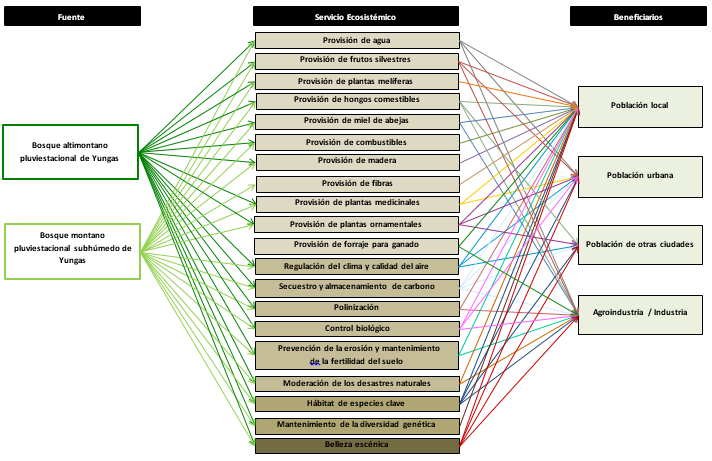 Fuente
Servicio Ecosistémico
Beneficiarios
Provisión de agua
Provisión de frutos silvestres
Provisión de plantas melíferas
Provisión de hongos comestibles
Provisión de miel de abejas
Provisión de combustibles
Provisión de madera
Provisión de fibras
Provisión de plantas medicinales
Provisión de plantas ornamentales
Provisión de forraje para ganado
Regulación del clima y calidad del aire
Secuestro y almacenamiento de carbono
Polinización
Control biológico
Prevención de la erosión y mantenimiento
de la fertilidad del suelo
Moderación de los desastres naturales
Hábitat de especies clave
Mantenimiento de la diversidad genética
Belleza escénica
Bosque altimontano
pluviestacional de Yungas
Bosque montano
pluviestacional subhúmedo de
Yungas
Población local
Población urbana
Población de otras ciudades
Agroindustria / Industria